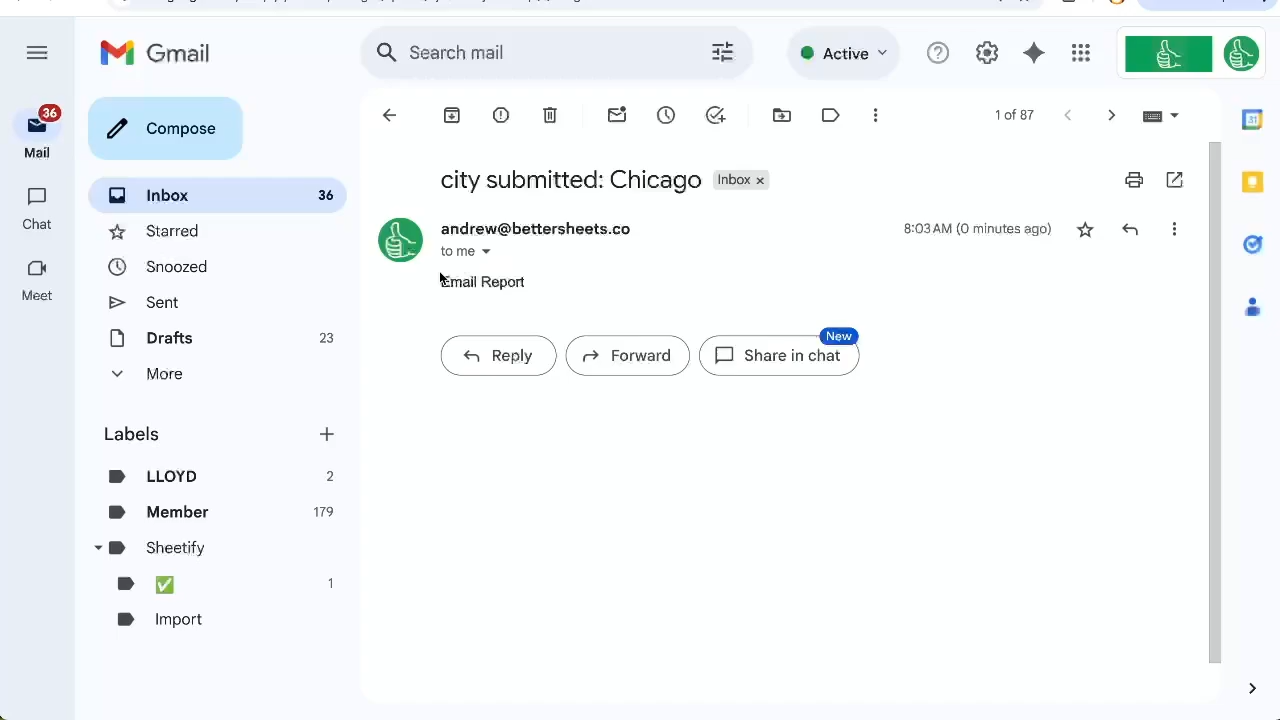 Gmail
Search mail
Active
36
Mail
Chat
Meet
Compose
Inbox 36
Starred
Snoozed
Sent
Drafts 23
More
Labels
LLOYD 2
Member 179
Sheetify
1
Import
1 of 87
city submitted: Chicago Inbox
andrew@bettersheets.co 8:03 AM (0 minutes ago)
to me
Email Report
New
Reply Forward Share in chat
31